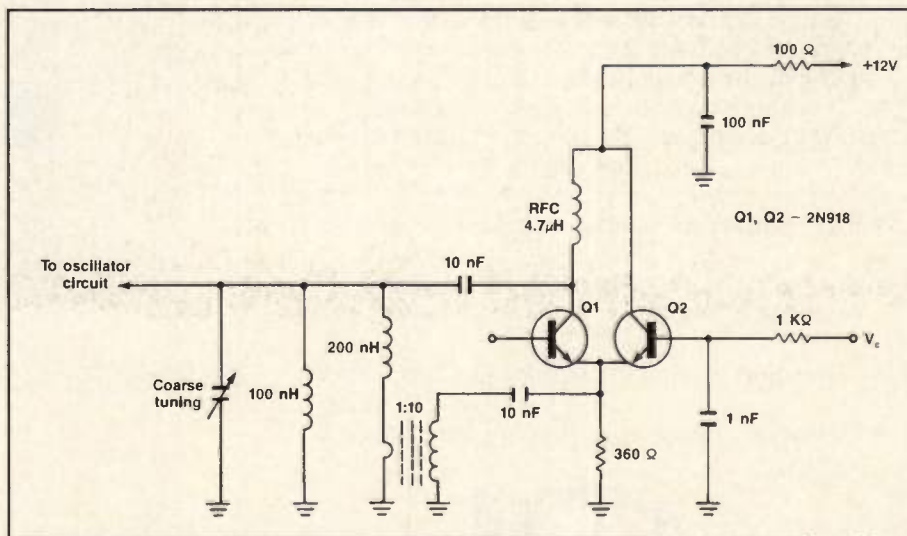 100 Ω
+12V
100 nF
RFC
4.7μH
Q1, Q2 – 2N918
To oscillator
circuit
10 nF
Q1
Q2
1 KΩ
Vc
200 nH
Coarse
tuning
100 nH
1:10
10 nF
1 nF
360 Ω